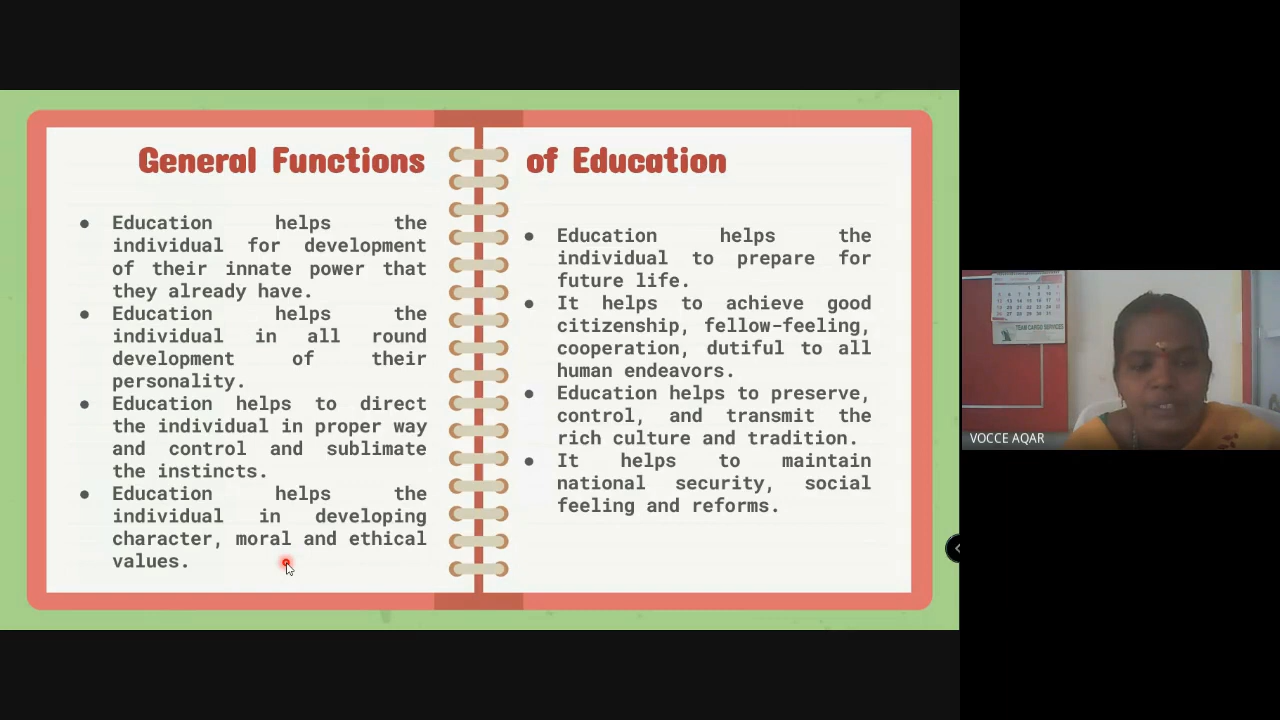 General Functions of Education
Education helps the
individual for development
of their innate power that
they already have.
Education helps the
individual in all round
development of their
personality.
Education helps to direct
the individual in proper way
and control and sublimate
the instincts.
Education helps the
individual in developing
character, moral and ethical
values.
Education helps the
individual to prepare for
future life.
It helps to achieve good
citizenship, fellow-feeling,
cooperation, dutiful to all
human endeavors.
Education helps to preserve,
control, and transmit the
rich culture and tradition.
It helps to maintain
national security, social
feeling and reforms.
TEAM CARGO SERVICES
VOCCE AQAR